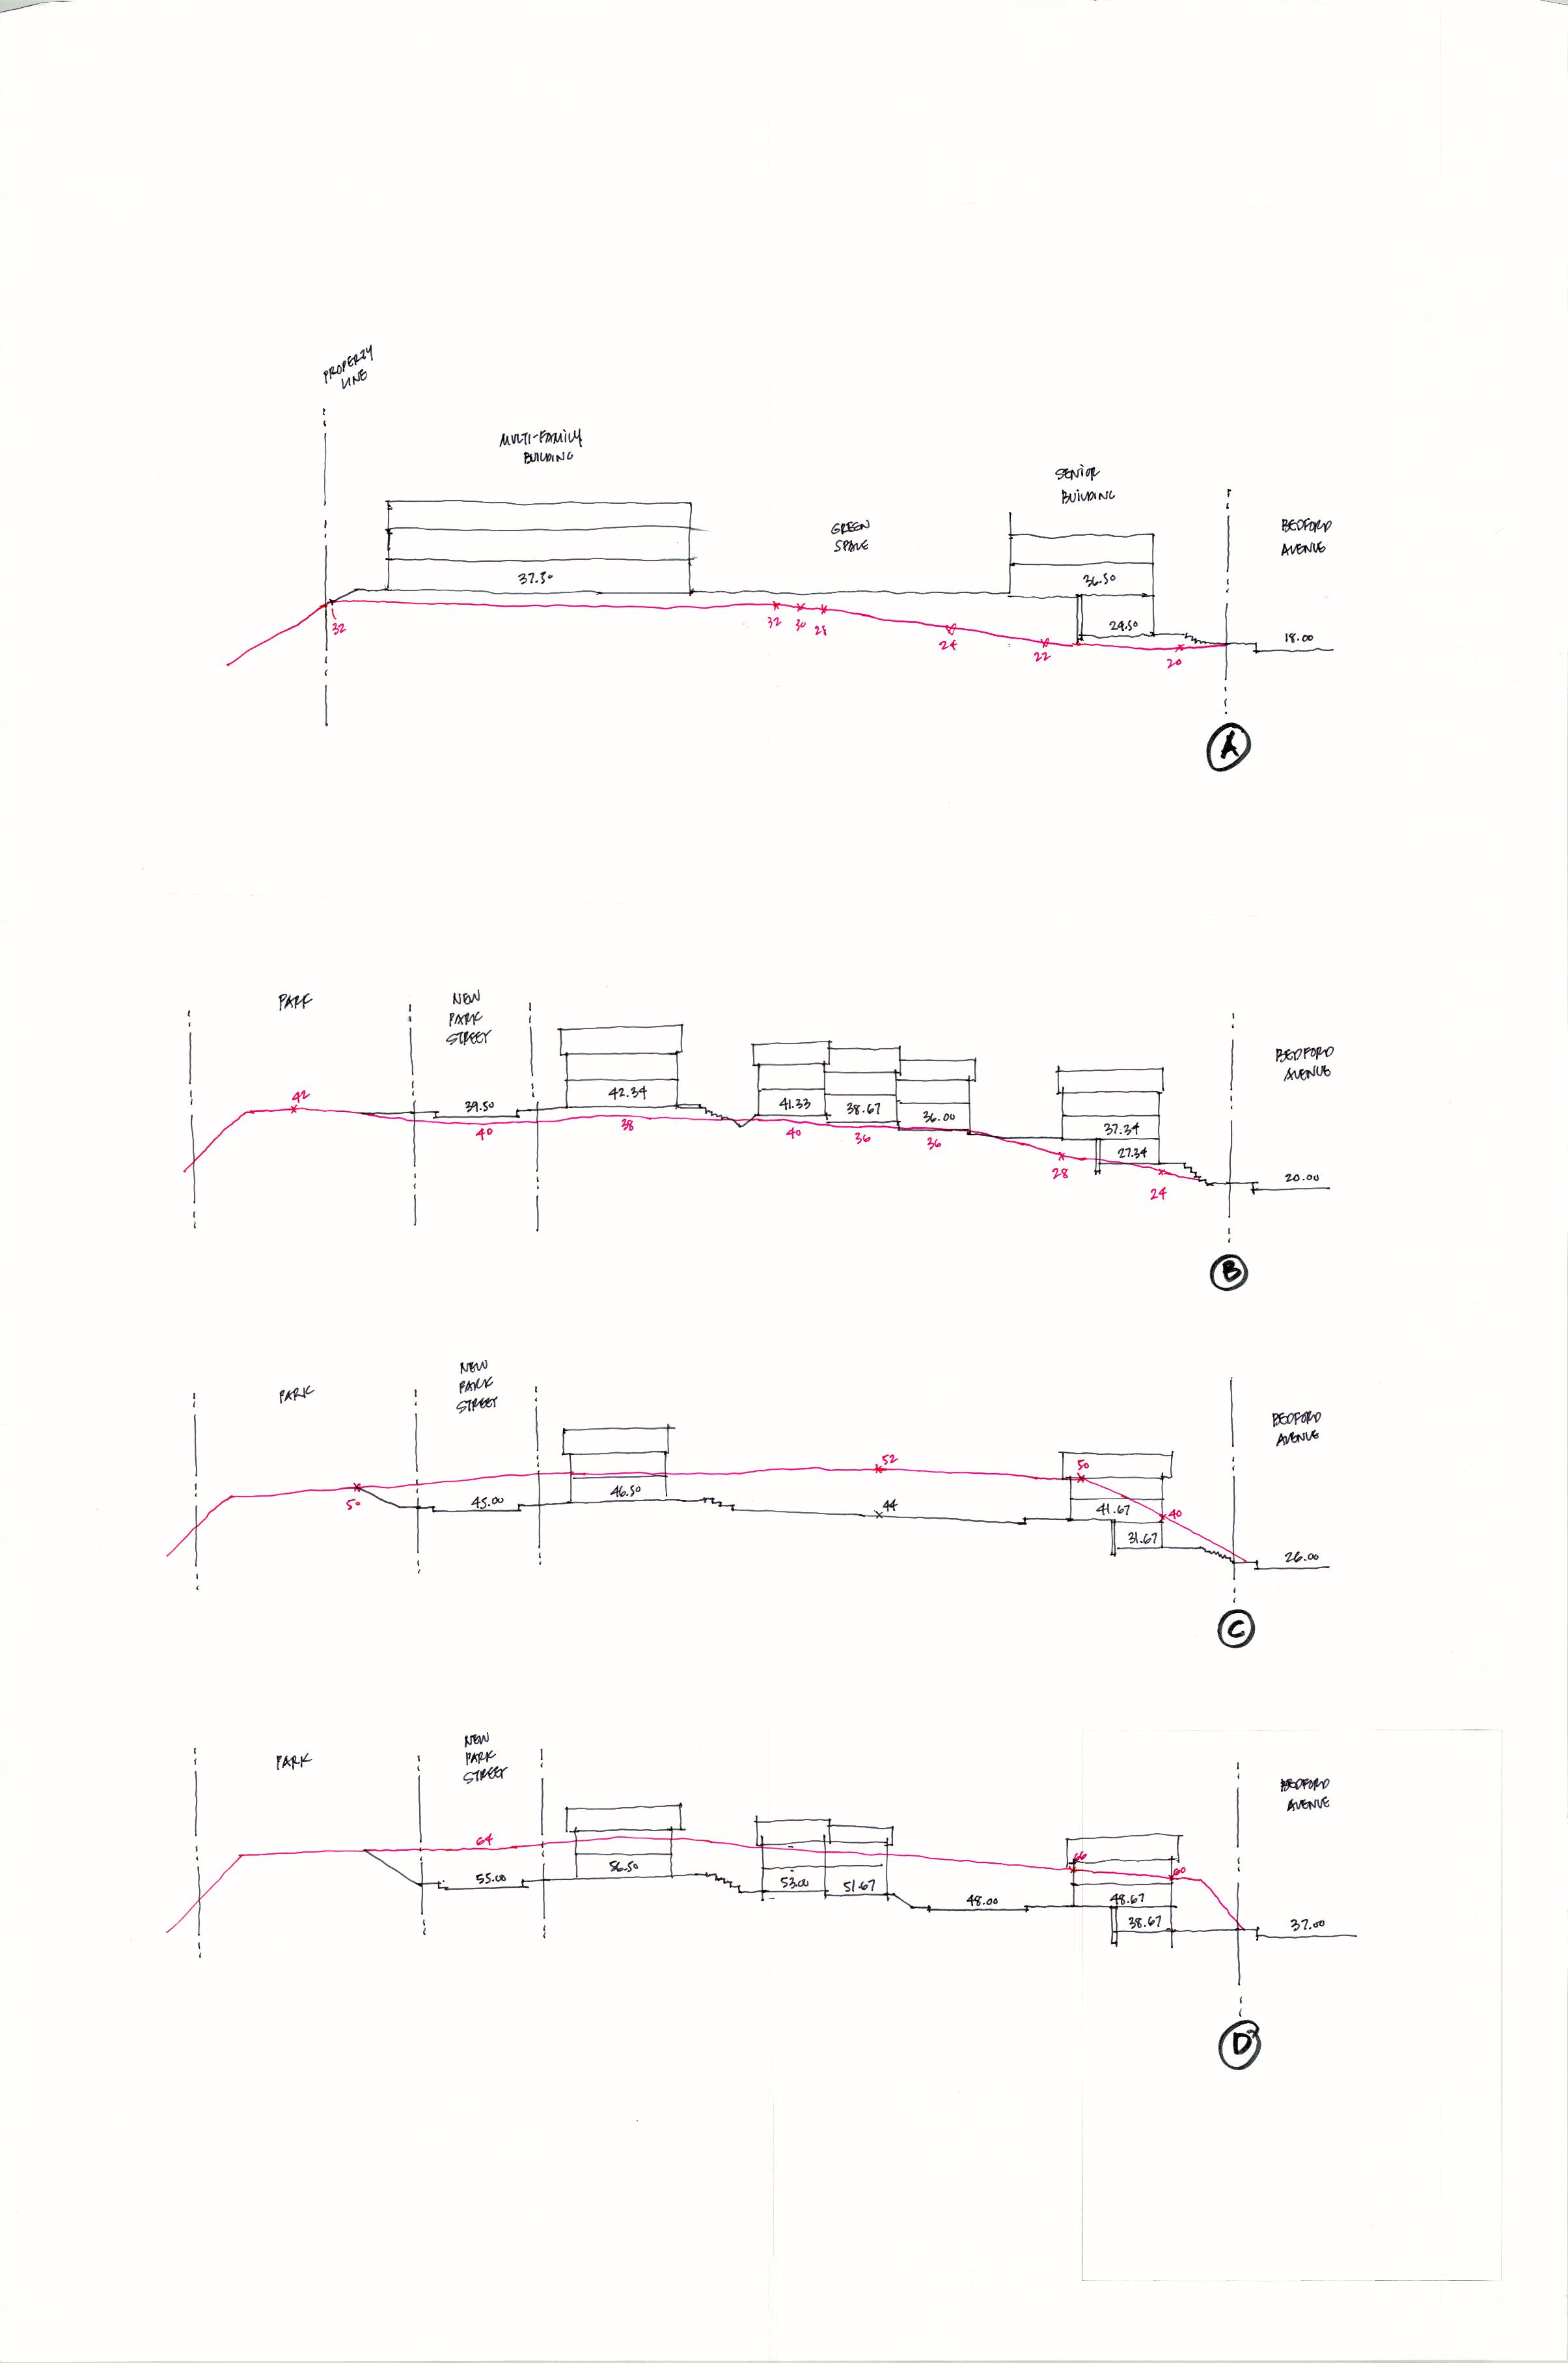 PROPERTY
LINE
MULTI-FAMILY
BUILDING
SENIOR
BUILDING
GREEN
SPACE
BEDFORD
AVENUE
37.50
36.50
29.50
18.00
32
32 30 28
24
22
20
A
PARK
NEW
PARK
STREET
BEDFORD
AVENUE
42
39.50
42.34
41.33
38.67
36.00
37.34
27.34
20.00
40
38
40
36
36
28
24
B
PARK
NEW
PARK
STREET
BEDFORD
AVENUE
52
50
50
45.00
46.50
44
41.67
40
31.67
26.00
C
PARK
NEW
PARK
STREET
BEDFORD
AVENUE
64
66
60
55.00
56.50
53.00
51.67
48.00
48.67
38.67
37.00
D